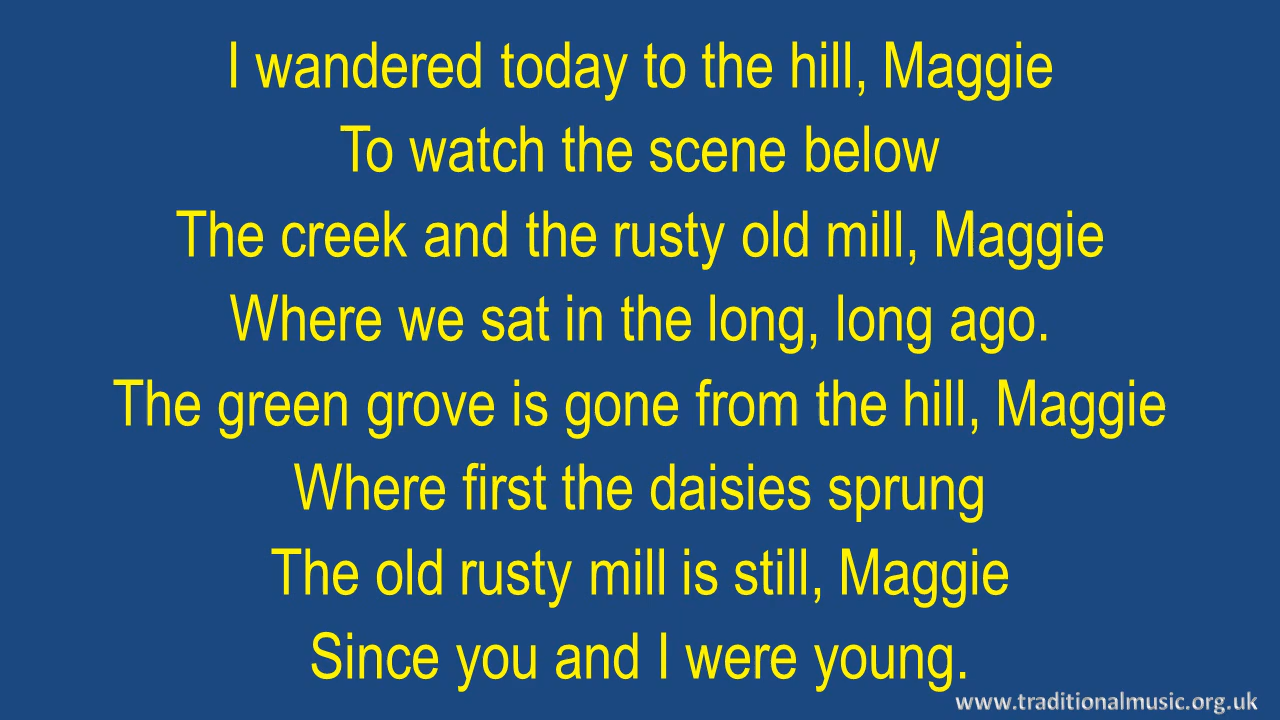 I wandered today to the hill, Maggie
To watch the scene below
The creek and the rusty old mill, Maggie
Where we sat in the long, long ago.
The green grove is gone from the hill, Maggie
Where first the daisies sprung
The old rusty mill is still, Maggie
Since you and I were young.
www.traditionalmusic.org.uk